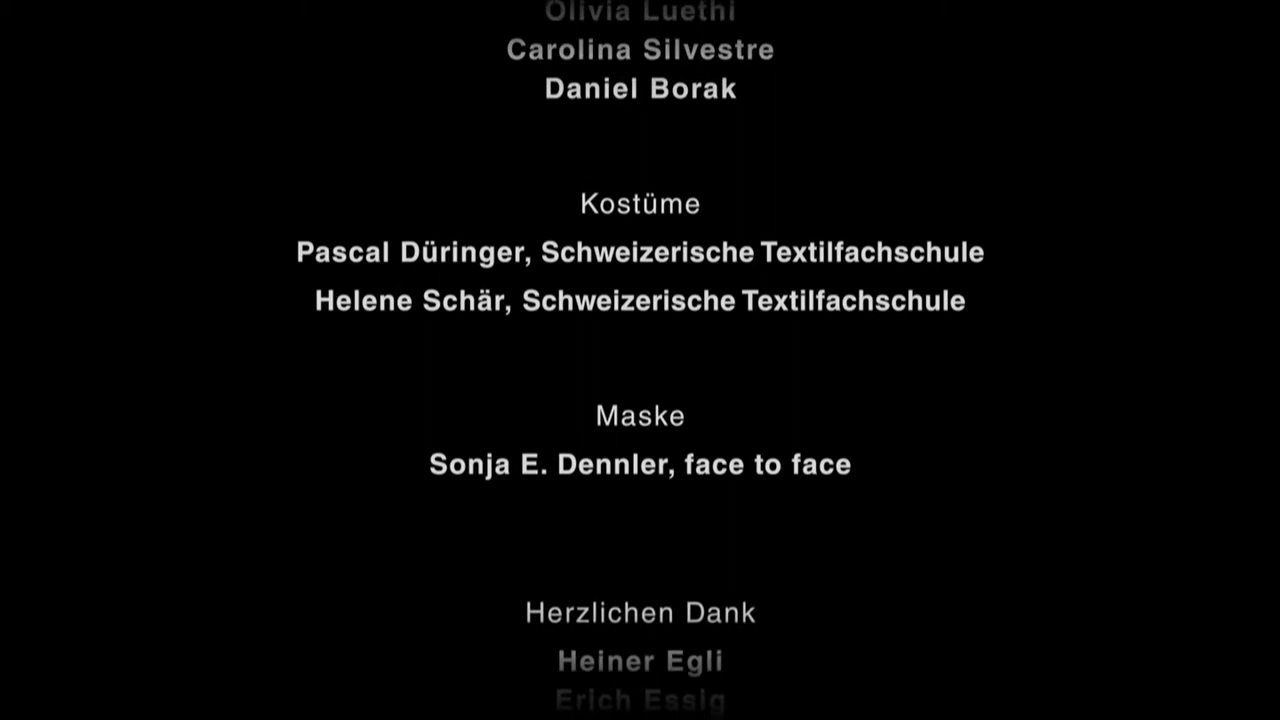 Olivia Luethi
Carolina Silvestre
Daniel Borak
Kostüme
Pascal Düringer, Schweizerische Textilfachschule
Helene Schär, Schweizerische Textilfachschule
Maske
Sonja E. Dennler, face to face
Herzlichen Dank
Heiner Egli
Erich Essig